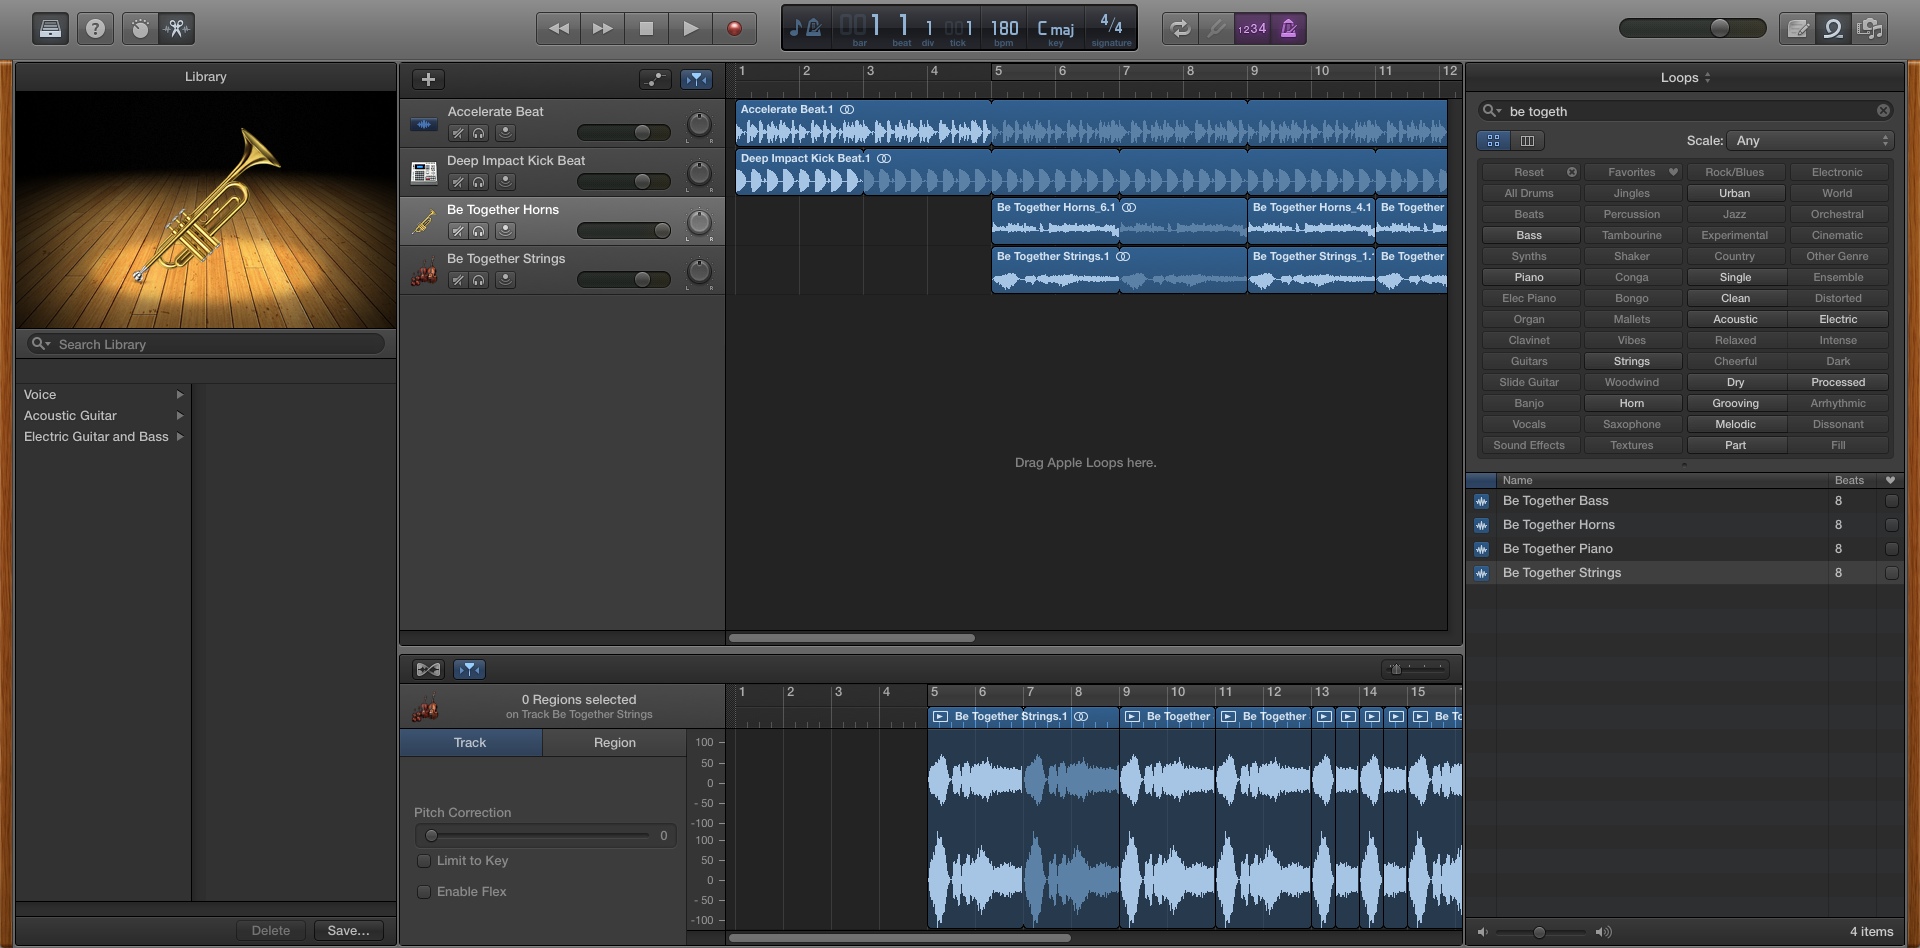 001 1 1 001 180 C maj 4/4 1234
bar beat div tick bpm key signature
Library
Search Library
Voice
Acoustic Guitar
Electric Guitar and Bass
Delete Save...
1 2 3 4 5 6 7 8 9 10 11 12
Accelerate Beat
L R
Deep Impact Kick Beat
L R
Be Together Horns
L R
Be Together Strings
L R
Accelerate Beat.1
Deep Impact Kick Beat.1
Be Together Horns_6.1 Be Together Horns_4.1 Be Together
Be Together Strings.1 Be Together Strings_1. Be Together
Drag Apple Loops here.
0 Regions selected
on Track Be Together Strings
Track Region
Pitch Correction
0
Limit to Key
Enable Flex
1 2 3 4 5 6 7 8 9 10 11 12 13 14 15
Be Together Strings.1 Be Together Be Together Be To
100
50
0
- 50
-100
100
50
0
- 50
-100
Loops
be togeth
Scale: Any
Reset Favorites Rock/Blues Electronic
All Drums Jingles Urban World
Beats Percussion Jazz Orchestral
Bass Tambourine Experimental Cinematic
Synths Shaker Country Other Genre
Piano Conga Single Ensemble
Elec Piano Bongo Clean Distorted
Organ Mallets Acoustic Electric
Clavinet Vibes Relaxed Intense
Guitars Strings Cheerful Dark
Slide Guitar Woodwind Dry Processed
Banjo Horn Grooving Arrhythmic
Vocals Saxophone Melodic Dissonant
Sound Effects Textures Part Fill
Name Beats
Be Together Bass 8
Be Together Horns 8
Be Together Piano 8
Be Together Strings 8
4 items